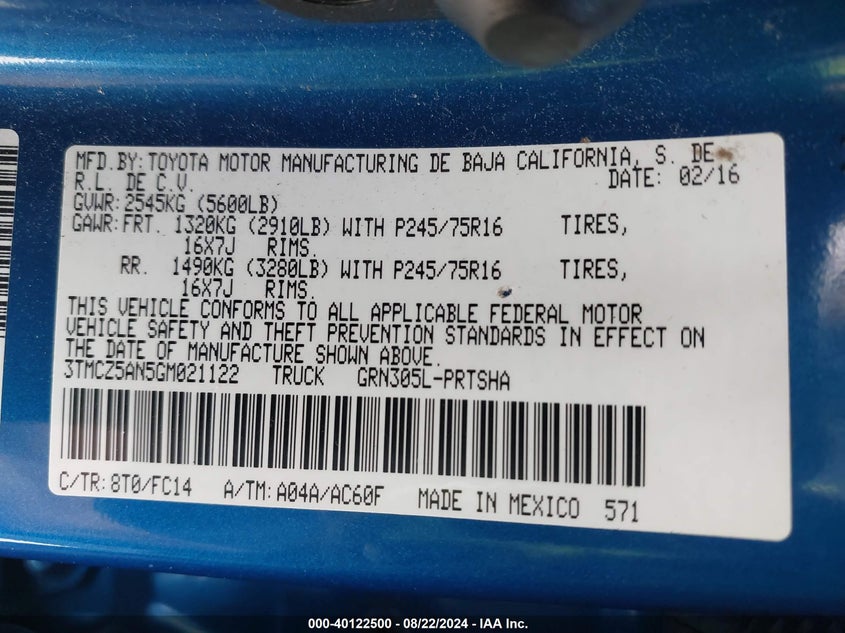 MFD.BY:TOYOTA MOTOR MANUFACTURING DE BAJA CALIFORNIA, S. DE
R.L. DE C.V. DATE: 02/16
GVWR:2545KG (5600LB)
GAWR:FRT. 1320KG (2910LB) WITH P245/75R16 TIRES,
16X7J RIMS.
RR. 1490KG (3280LB) WITH P245/75R16 TIRES,
16X7J RIMS.
THIS VEHICLE CONFORMS TO ALL APPLICABLE FEDERAL MOTOR
VEHICLE SAFETY AND THEFT PREVENTION STANDARDS IN EFFECT ON
THE DATE OF MANUFACTURE SHOWN ABOVE.
3TMCZ5AN5GM021122 TRUCK GRN305L-PRTSHA
C/TR:8T0/FC14 A/TM:A04A/AC60F MADE IN MEXICO 571
000-40122500 - 08/22/2024 - IAA Inc.